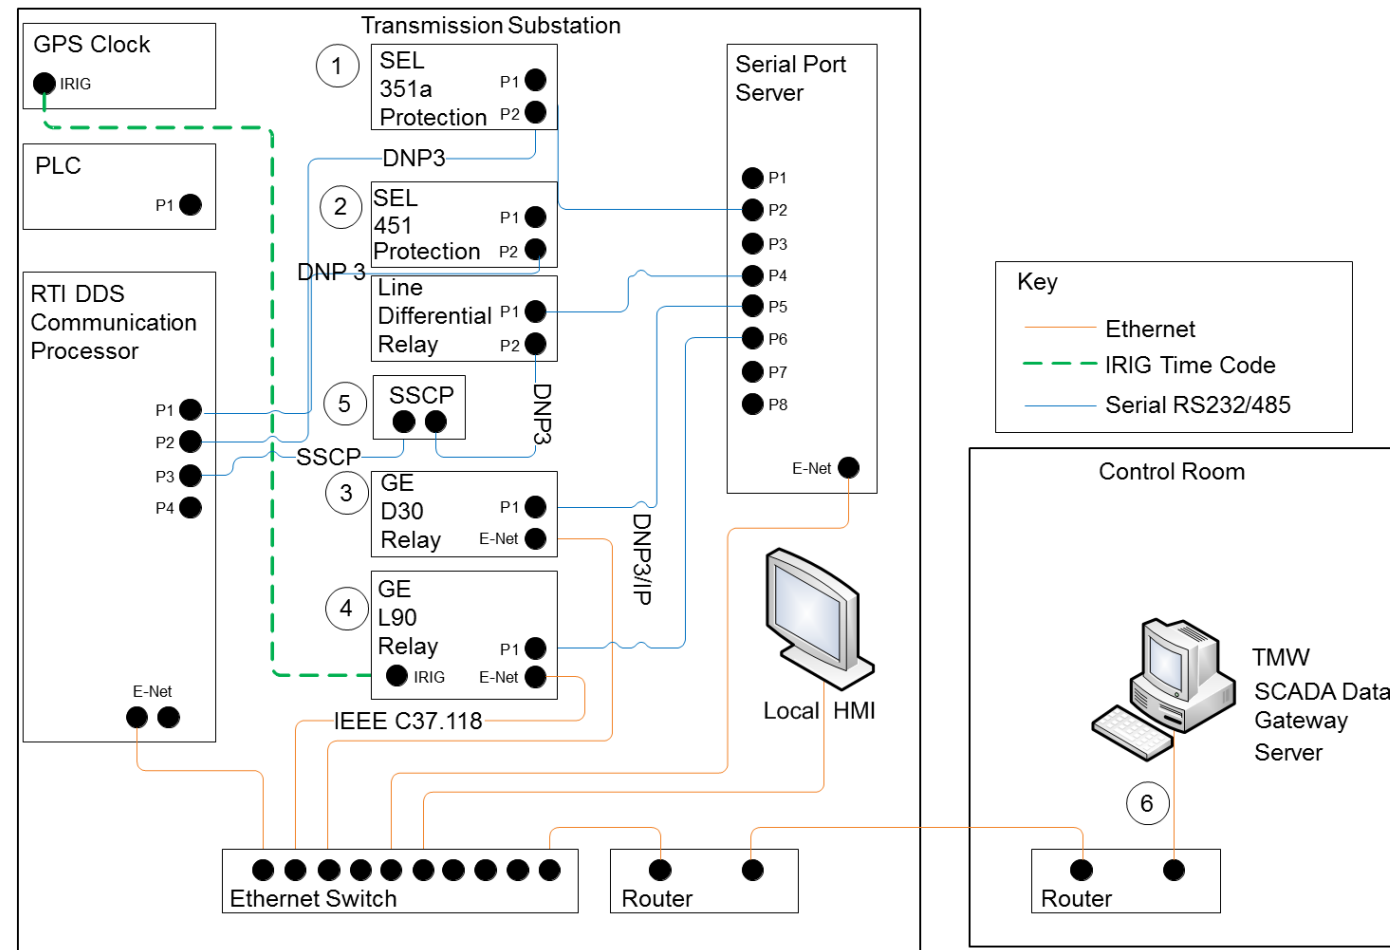 Transmission Substation
GPS Clock
IRIG
PLC
P1
RTI DDS
Communication
Processor
P1
P2
P3
P4
E-Net
1
SEL
351a
Protection
P1
P2
DNP3
2
SEL
451
Protection
P1
P2
DNP 3
Line
Differential
Relay
P1
P2
DNP3
5
SSCP
SSCP
3
GE
D30
Relay
P1
E-Net
DNP3/IP
4
GE
L90
Relay
P1
IRIG
E-Net
IEEE C37.118
Serial Port
Server
P1
P2
P3
P4
P5
P6
P7
P8
E-Net
Local HMI
Ethernet Switch
Router
Key
Ethernet
IRIG Time Code
Serial RS232/485
Control Room
TMW
SCADA Data
Gateway
Server
6
Router